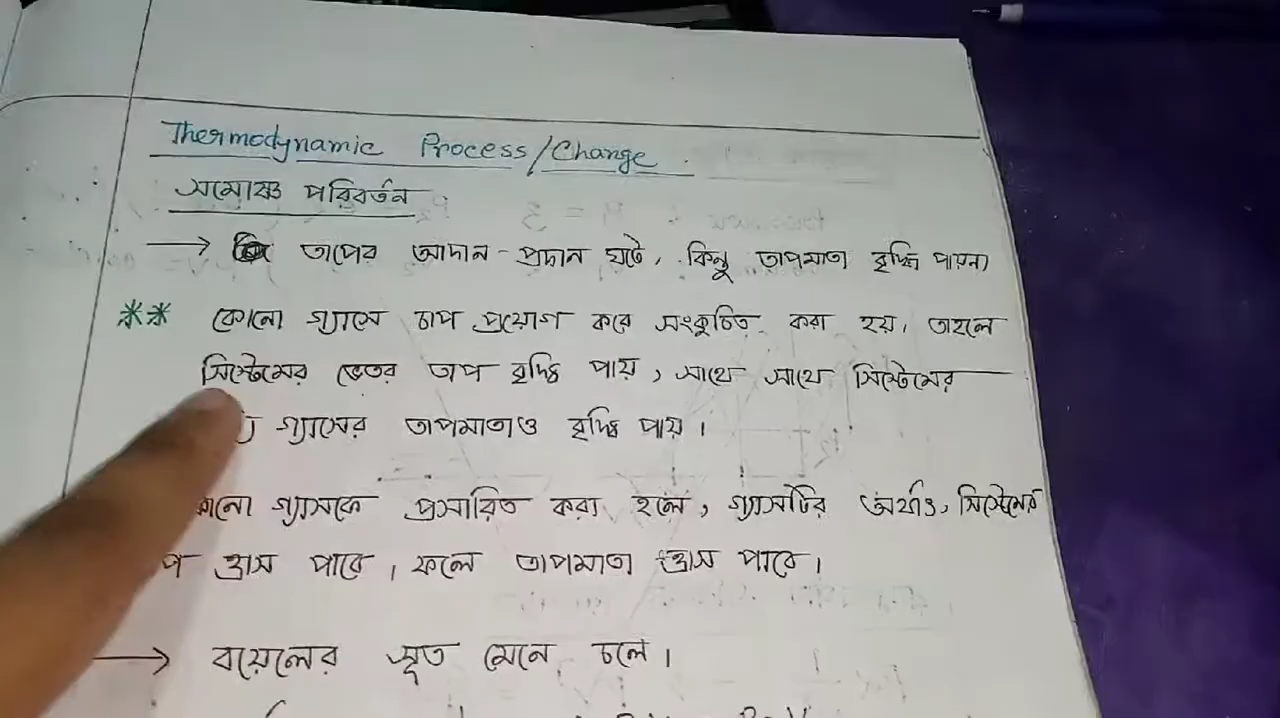 Thermodynamic Process/Change
সমোষ্ণ পরিবর্তন
→ তাপের আদান-প্রদান ঘটে, কিন্তু তাপমাত্রা বৃদ্ধি পায়না
** কোনো গ্যাসে চাপ প্রয়োগ করে সংকুচিত করা হয়, তাহলে
সিস্টেমের ভেতর তাপ বৃদ্ধি পায়, সাথে সাথে সিস্টেমের
গ্যাসের তাপমাত্রাও বৃদ্ধি পায়।
গ্যাসকে প্রসারিত করা হলে, গ্যাসটির অর্থাৎ, সিস্টেমের
হ্রাস পাবে, ফলে তাপমাত্রা হ্রাস পাবে।
→ বয়েলের সূত্র মেনে চলে।